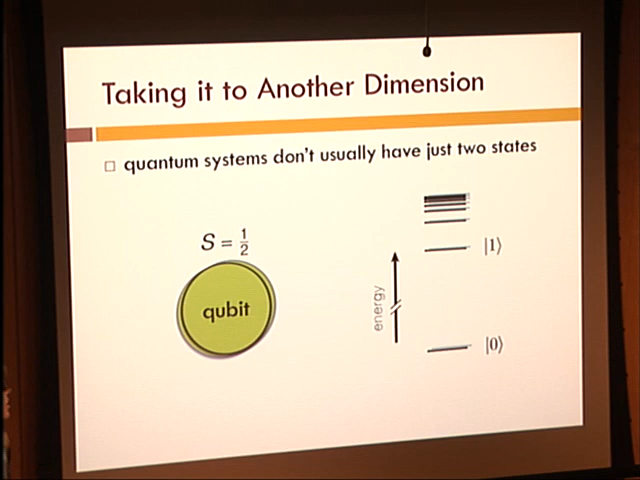 Taking it to Another Dimension
quantum systems don't usually have just two states
S = 1/2
qubit
energy
|1⟩
|0⟩